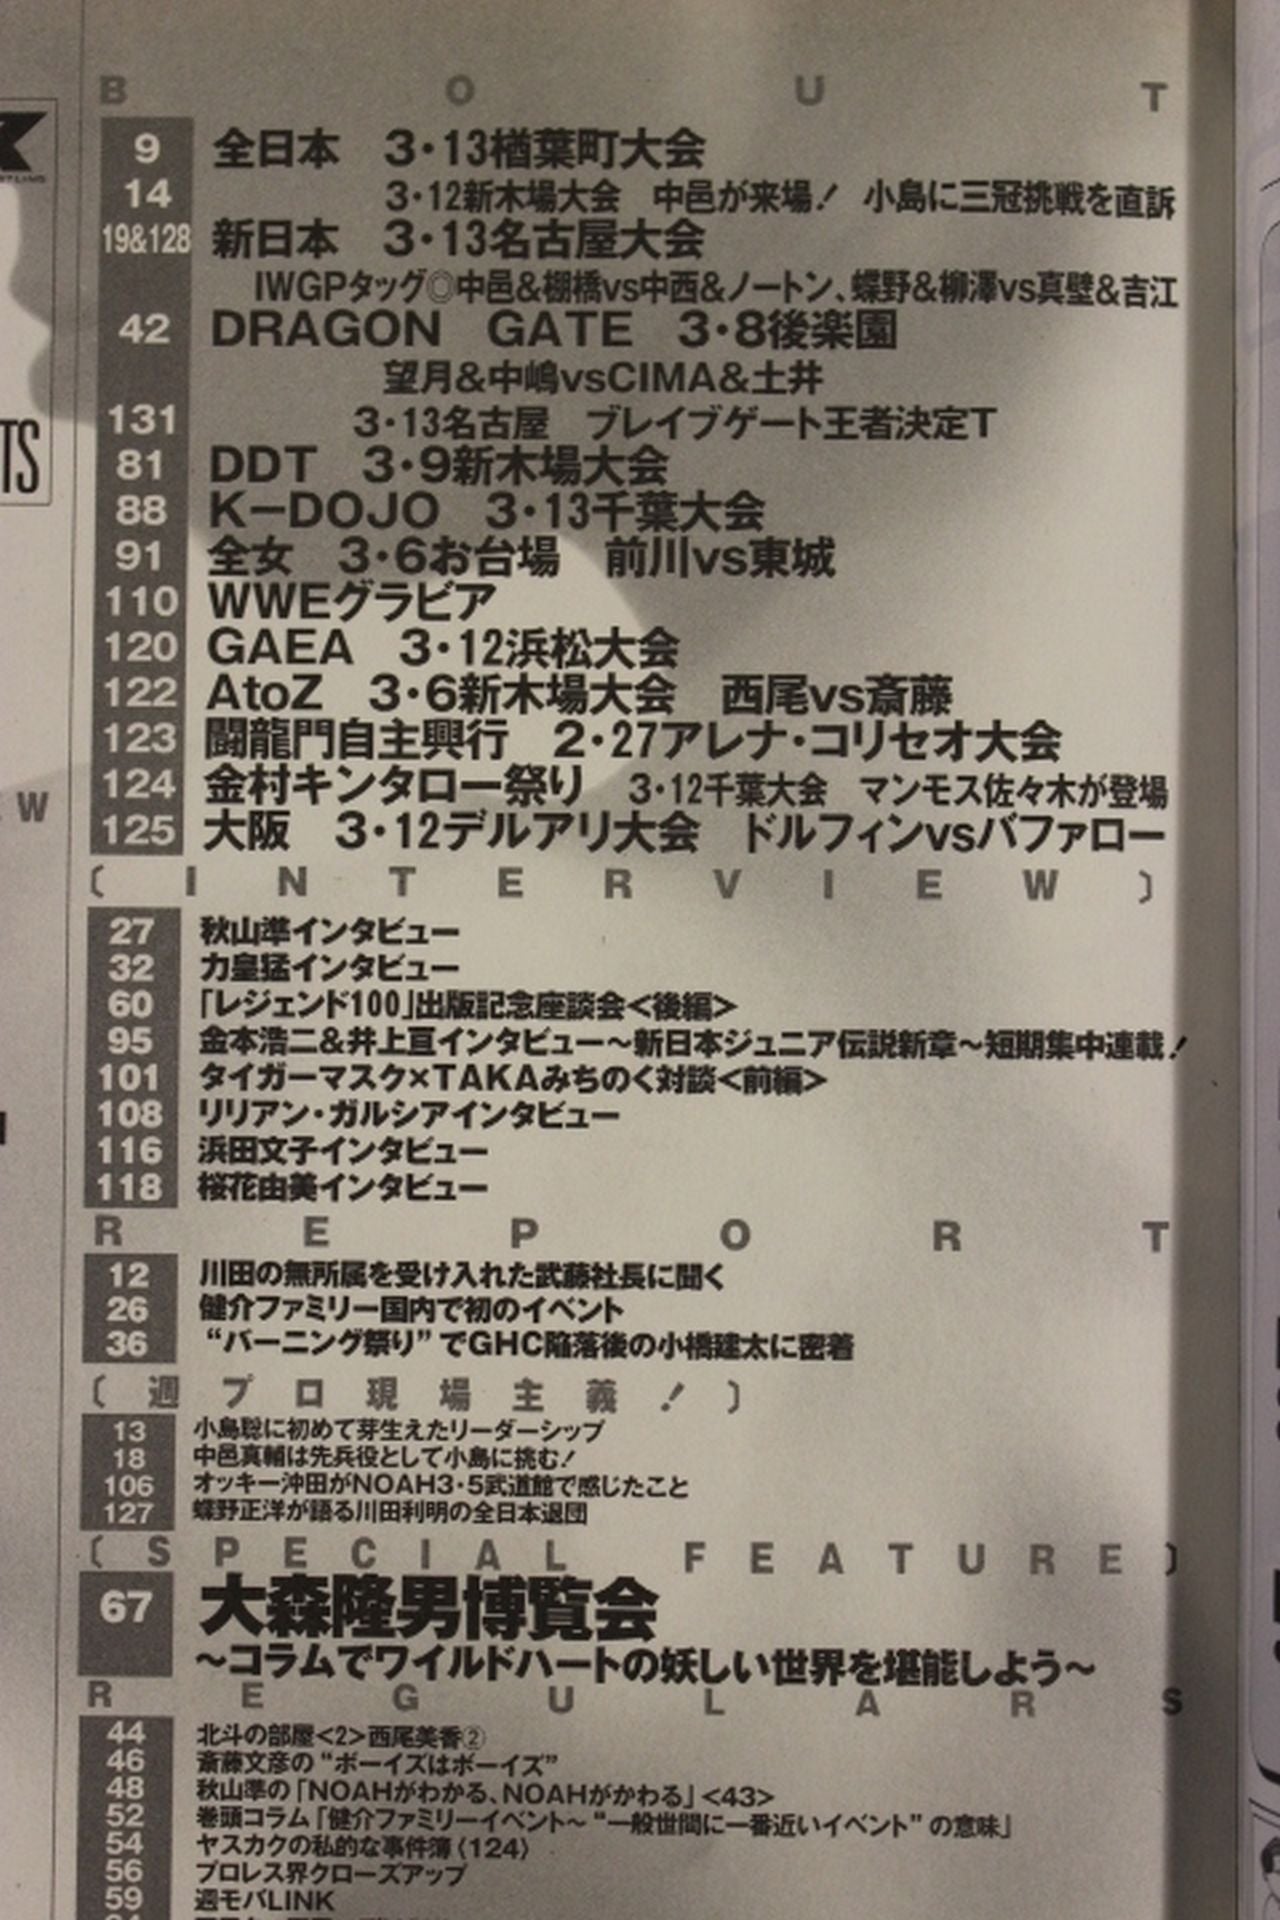 B O U T
9 全日本 3・13楢葉町大会
14 3・12新木場大会 中邑が来場! 小島に三冠挑戦を直訴
19&128 新日本 3・13名古屋大会
IWGPタッグ◎中邑&棚橋vs中西&ノートン、蝶野&柳澤vs真壁&吉江
42 DRAGON GATE 3・8後楽園
望月&中嶋vsCIMA&土井
131 3・13名古屋 ブレイブゲート王者決定T
81 DDT 3・9新木場大会
88 K－DOJO 3・13千葉大会
91 全女 3・6お台場 前川vs東城
110 WWEグラビア
120 GAEA 3・12浜松大会
122 AtoZ 3・6新木場大会 西尾vs斎藤
123 闘龍門自主興行 2・27アレナ・コリセオ大会
124 金村キンタロー祭り 3・12千葉大会 マンモス佐々木が登場
125 大阪 3・12デルアリ大会 ドルフィンvsバファロー
〔 I N T E R V I E W 〕
27 秋山準インタビュー
32 力皇猛インタビュー
60 「レジェンド100」出版記念座談会<後編>
95 金本浩二&井上亘インタビュー〜新日本ジュニア伝説新章〜短期集中連載!
101 タイガーマスク×TAKAみちのく対談<前編>
108 リリアン・ガルシアインタビュー
116 浜田文子インタビュー
118 桜花由美インタビュー
R E P O R T
12 川田の無所属を受け入れた武藤社長に聞く
26 健介ファミリー国内で初のイベント
36 “バーニング祭り”でGHC陥落後の小橋建太に密着
〔 週 プ ロ 現 場 主 義 ! 〕
13 小島聡に初めて芽生えたリーダーシップ
18 中邑真輔は先兵役として小島に挑む!
106 オッキー沖田がNOAH3・5武道館で感じたこと
127 蝶野正洋が語る川田利明の全日本退団
〔 S P E C I A L F E A T U R E 〕
67 大森隆男博覧会
〜コラムでワイルドハートの妖しい世界を堪能しよう〜
R E G U L A R S
44 北斗の部屋<2>西尾美香②
46 斎藤文彦の“ボーイズはボーイズ”
48 秋山準の「NOAHがわかる、NOAHがかわる」<43>
52 巻頭コラム「健介ファミリーイベント〜“一般世間に一番近いイベント”の意味」
54 ヤスカクの私的な事件簿〈124〉
56 プロレス界クローズアップ
59 週モバLINK
TS
W